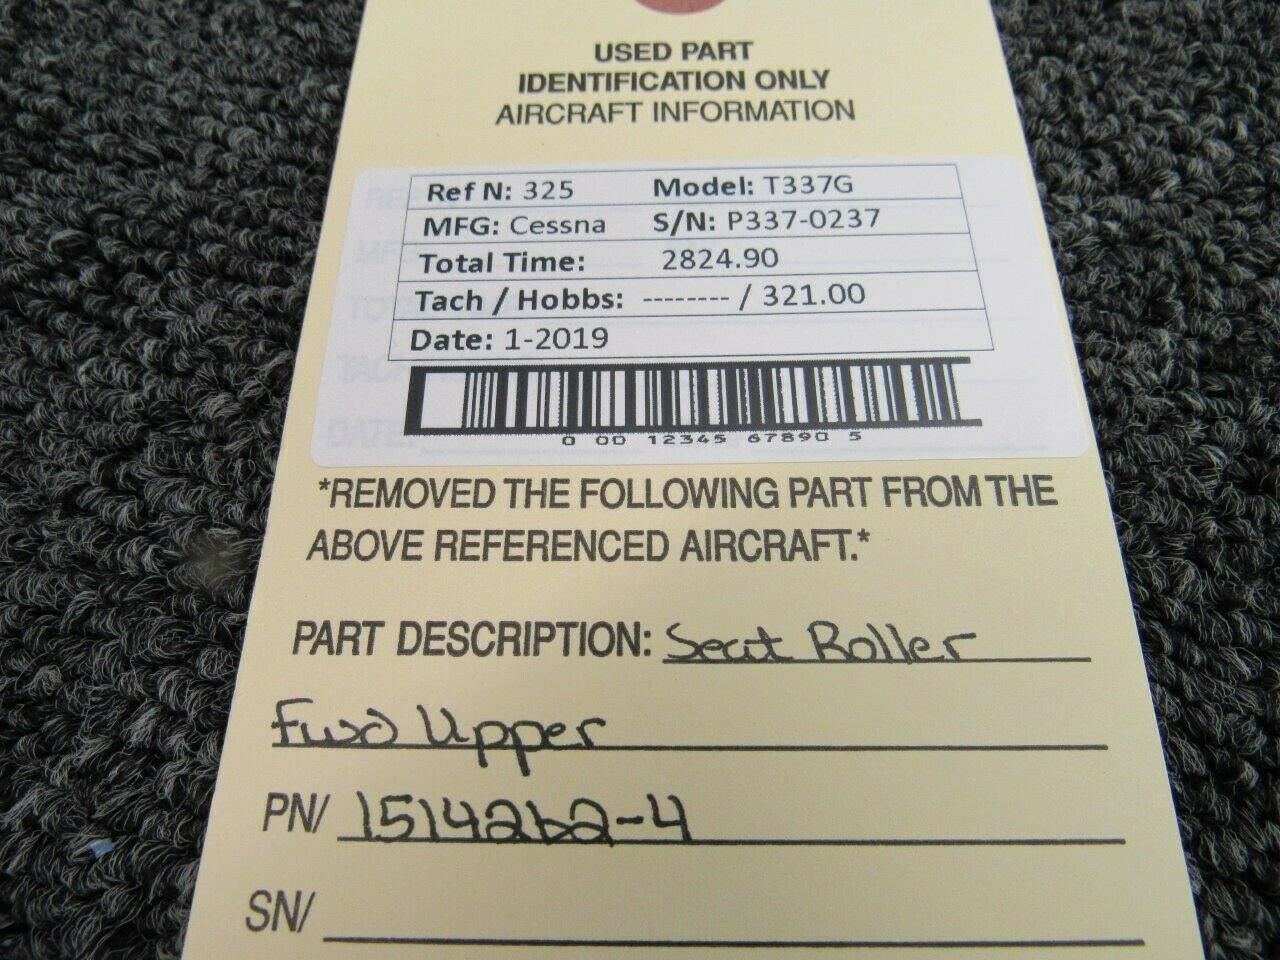 USED PART
IDENTIFICATION ONLY
AIRCRAFT INFORMATION
Ref N: 325 Model: T337G
MFG: Cessna S/N: P337-0237
Total Time: 2824.90
Tach / Hobbs: -------- / 321.00
Date: 1-2019
0 00 12345 67890 5
*REMOVED THE FOLLOWING PART FROM THE
ABOVE REFERENCED AIRCRAFT.*
PART DESCRIPTION: Seat Roller
Fwd Upper
PN/ 1514262-4
SN/